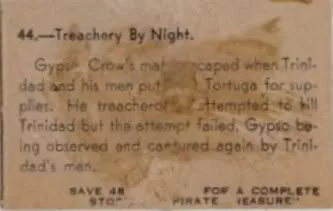 44.—Treachery By Night.
Gypso Crow's escaped when Trini-
dad and his men put Tortuga for sup-
plies. He attempted to kill
Trinidad but the attempt failed, Gypso be-
ing observed and captured again by Trini-
dad's men.
SAVE 48 FOR A COMPLETE
PIRATE TREASURE"